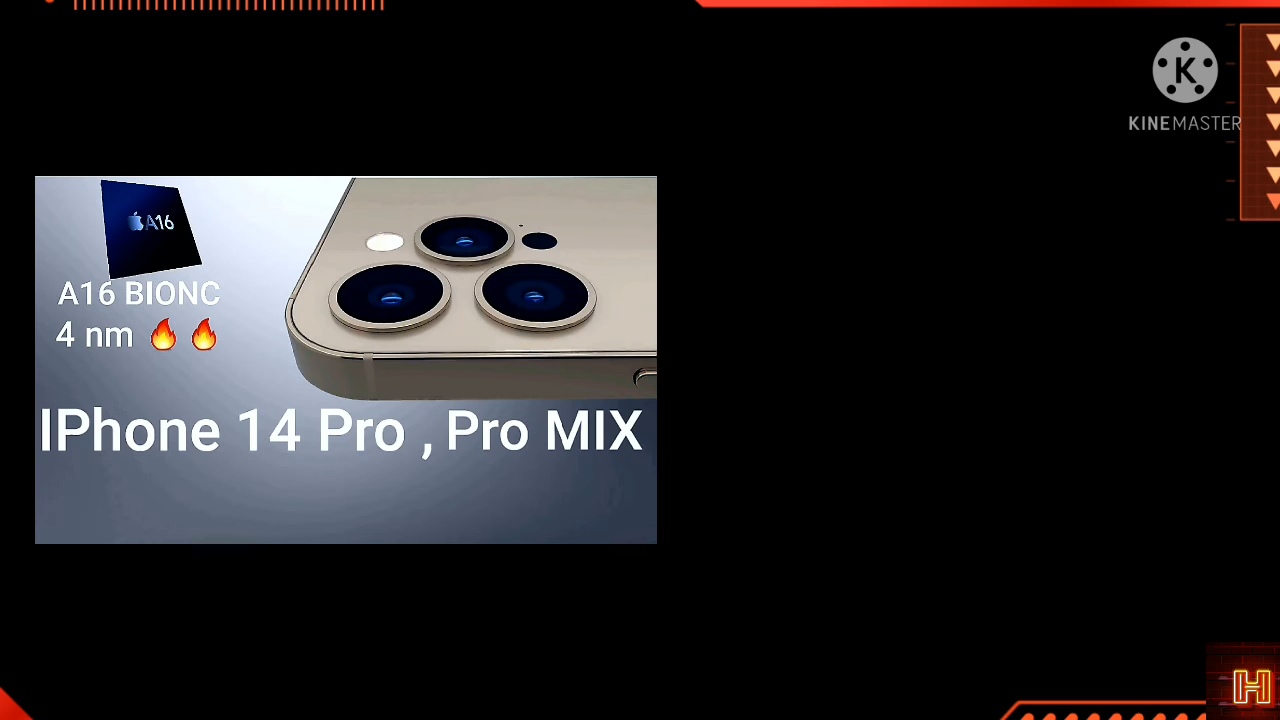 KINEMASTER
A16
A16 BIONC
4 nm 🔥🔥
IPhone 14 Pro , Pro MIX
H